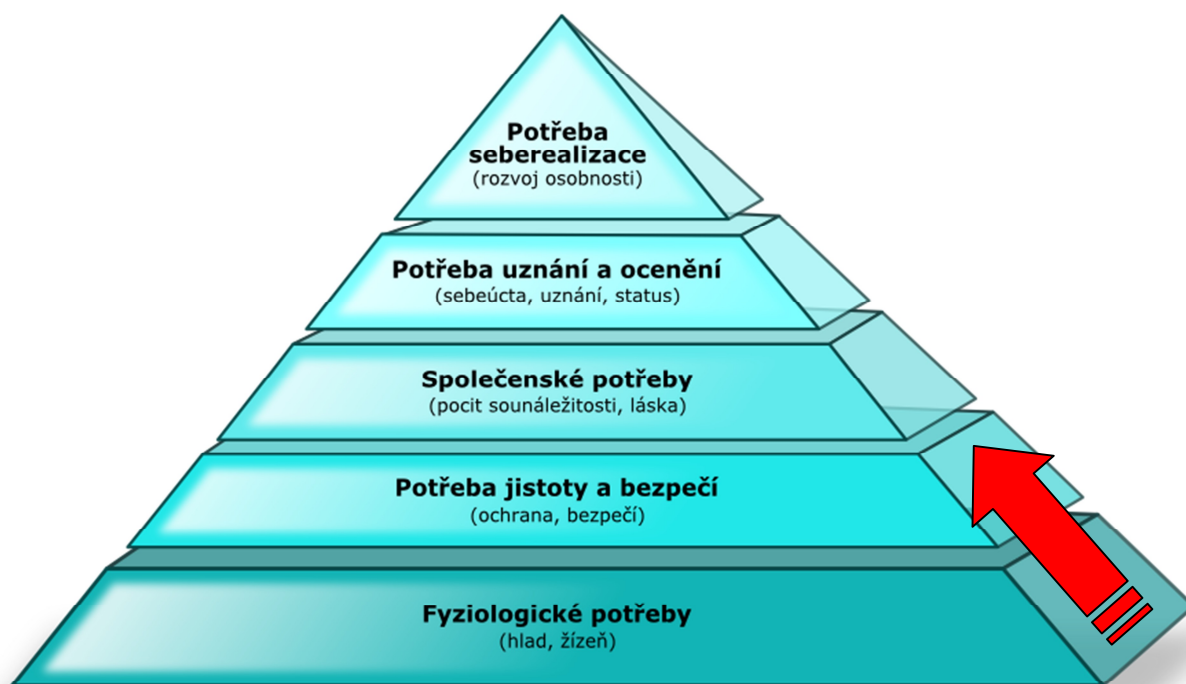 Potřeba
seberealizace
(rozvoj osobnosti)
Potřeba uznání a ocenění
(sebeúcta, uznání, status)
Společenské potřeby
(pocit sounáležitosti, láska)
Potřeba jistoty a bezpečí
(ochrana, bezpečí)
Fyziologické potřeby
(hlad, žízeň)